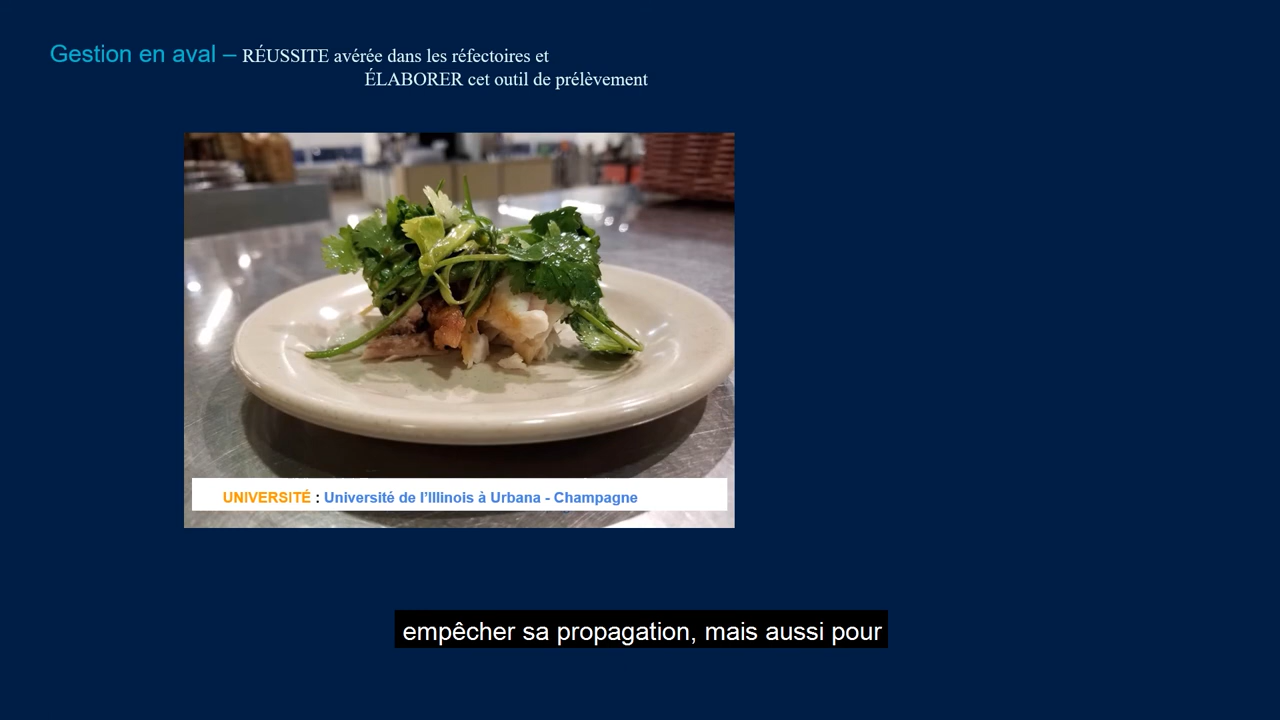 Gestion en aval – RÉUSSITE avérée dans les réfectoires et
ÉLABORER cet outil de prélèvement
UNIVERSITÉ : Université de l'Illinois à Urbana - Champagne
empêcher sa propagation, mais aussi pour